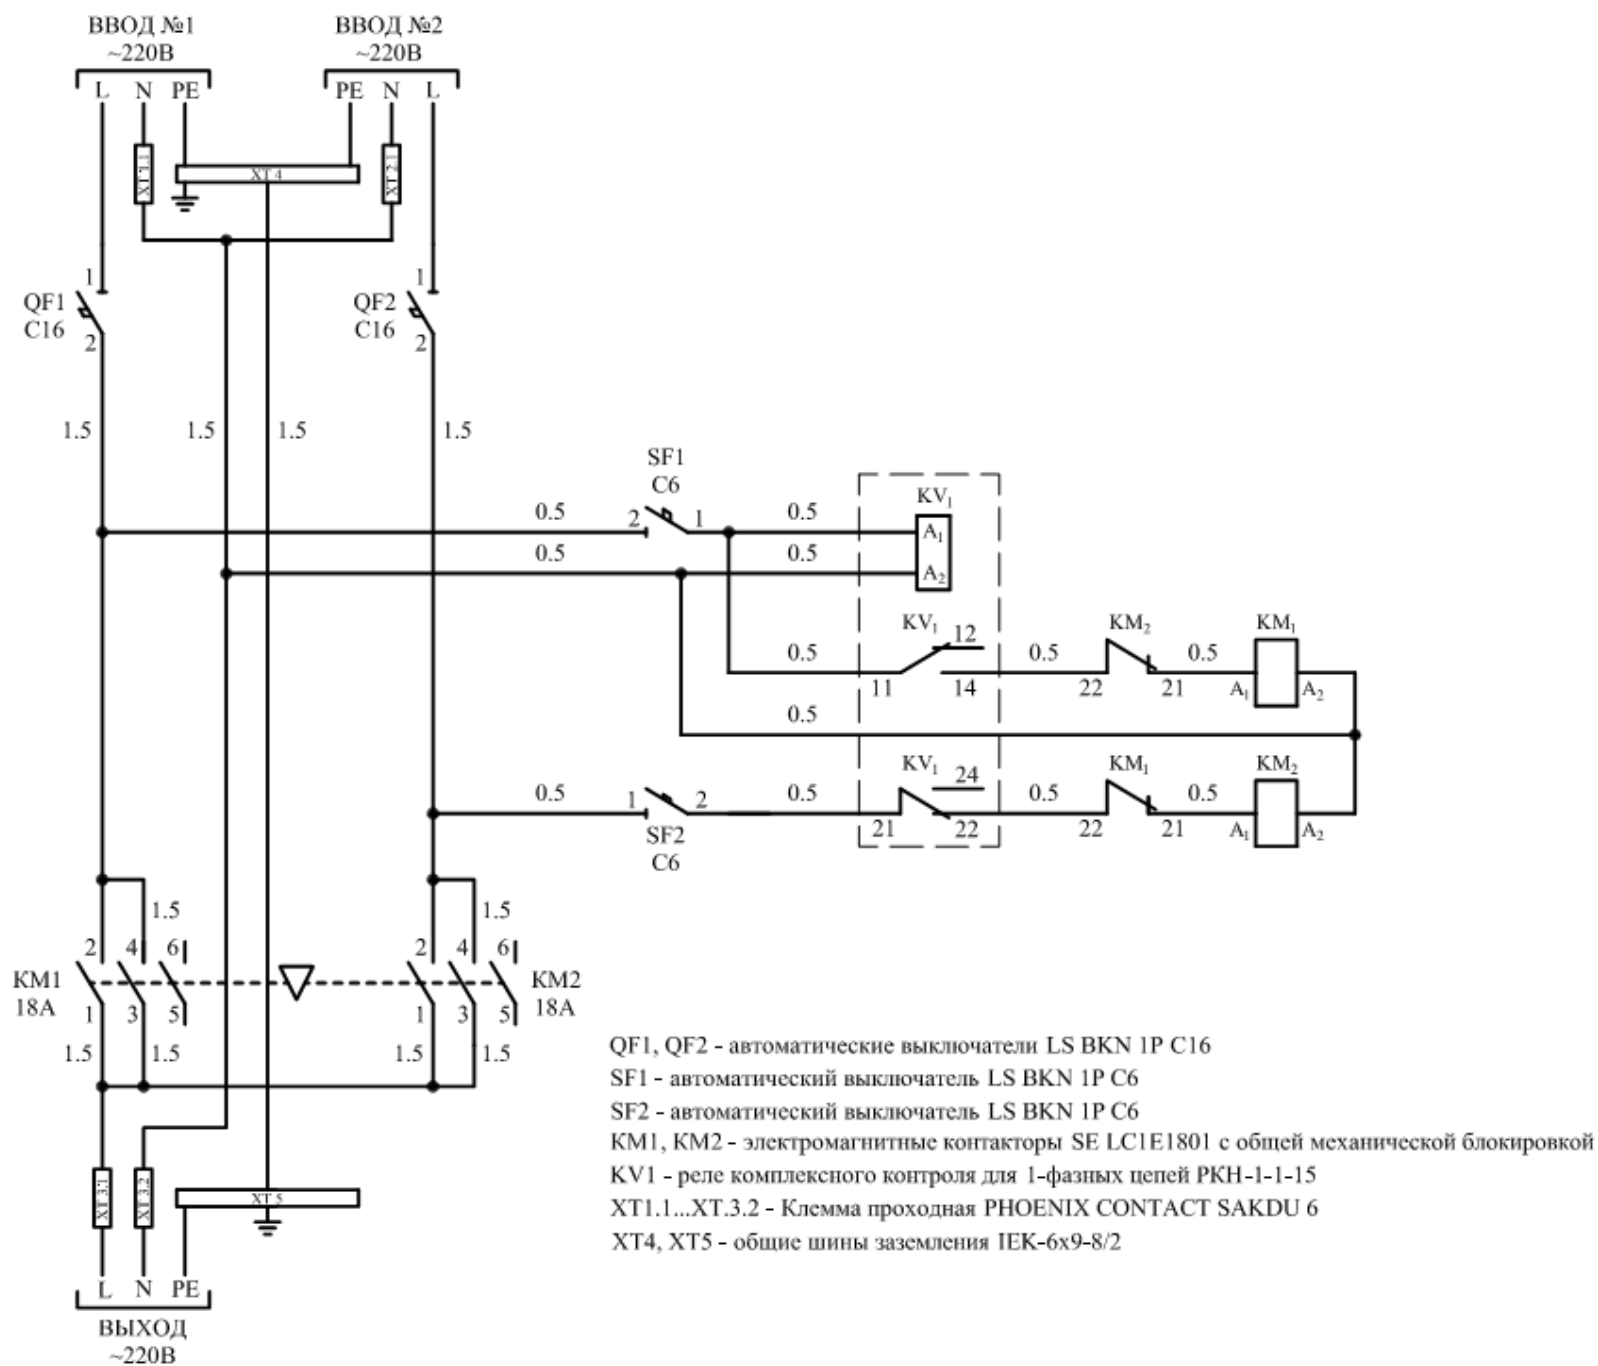 ВВОД №1
~220В
ВВОД №2
~220В
L N PE
PE N L
XT 1.1
XT 4
XT 2.1
1
QF1
C16
2
1
QF2
C16
2
1.5
1.5
1.5
1.5
SF1
C6
0.5
2
1
0.5
KV1
A1
0.5
0.5
A2
KV1
12
KM2
KM1
0.5
0.5
0.5
11
14
22
21
A1
A2
0.5
KV1
24
KM1
KM2
0.5
1
2
0.5
0.5
0.5
SF2
C6
21
22
22
21
A1
A2
1.5
1.5
2 4 6
2 4 6
KM1
18A
KM2
18A
1 3 5
1 3 5
1.5
1.5
1.5
1.5
QF1, QF2 - автоматические выключатели LS BKN 1P C16
SF1 - автоматический выключатель LS BKN 1P C6
SF2 - автоматический выключатель LS BKN 1P C6
KM1, KM2 - электромагнитные контакторы SE LC1E1801 с общей механической блокировкой
KV1 - реле комплексного контроля для 1-фазных цепей РКН-1-1-15
XT1.1...XT.3.2 - Клемма проходная PHOENIX CONTACT SAKDU 6
XT4, XT5 - общие шины заземления IEK-6x9-8/2
XT 3.1
XT 3.2
XT 5
L N PE
ВЫХОД
~220В